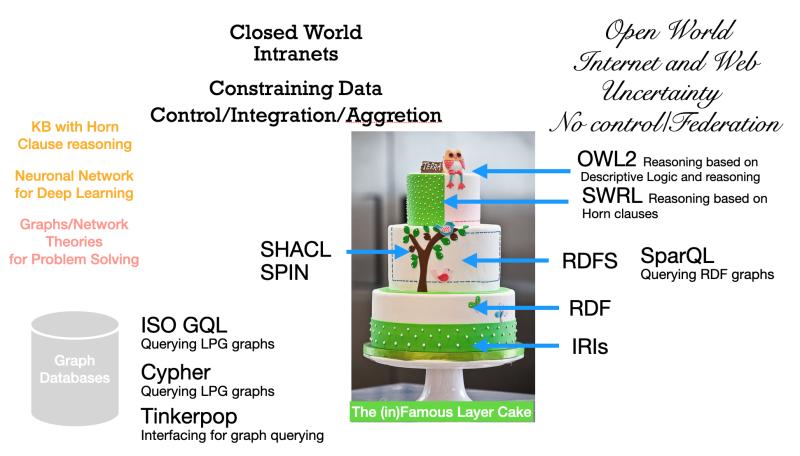 Closed World
Intranets
Constraining Data
Control/Integration/Aggretion
Open World
Internet and Web
Uncertainty
No control/Federation
KB with Horn
Clause reasoning
Neuronal Network
for Deep Learning
Graphs/Network
Theories
for Problem Solving
TEAM
OWL2 Reasoning based on
Descriptive Logic and reasoning
SWRL Reasoning based on
Horn clauses
SHACL
SPIN
RDFS
SparQL
Querying RDF graphs
RDF
IRIs
Graph
Databases
ISO GQL
Querying LPG graphs
Cypher
Querying LPG graphs
Tinkerpop
Interfacing for graph querying
The (in)Famous Layer Cake